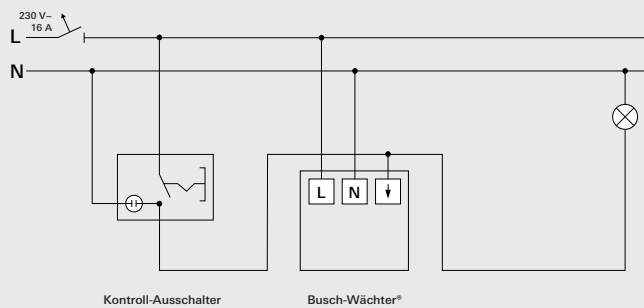 230 V~
16 A
L
N
L N
Kontroll-Ausschalter
Busch-Wächter®